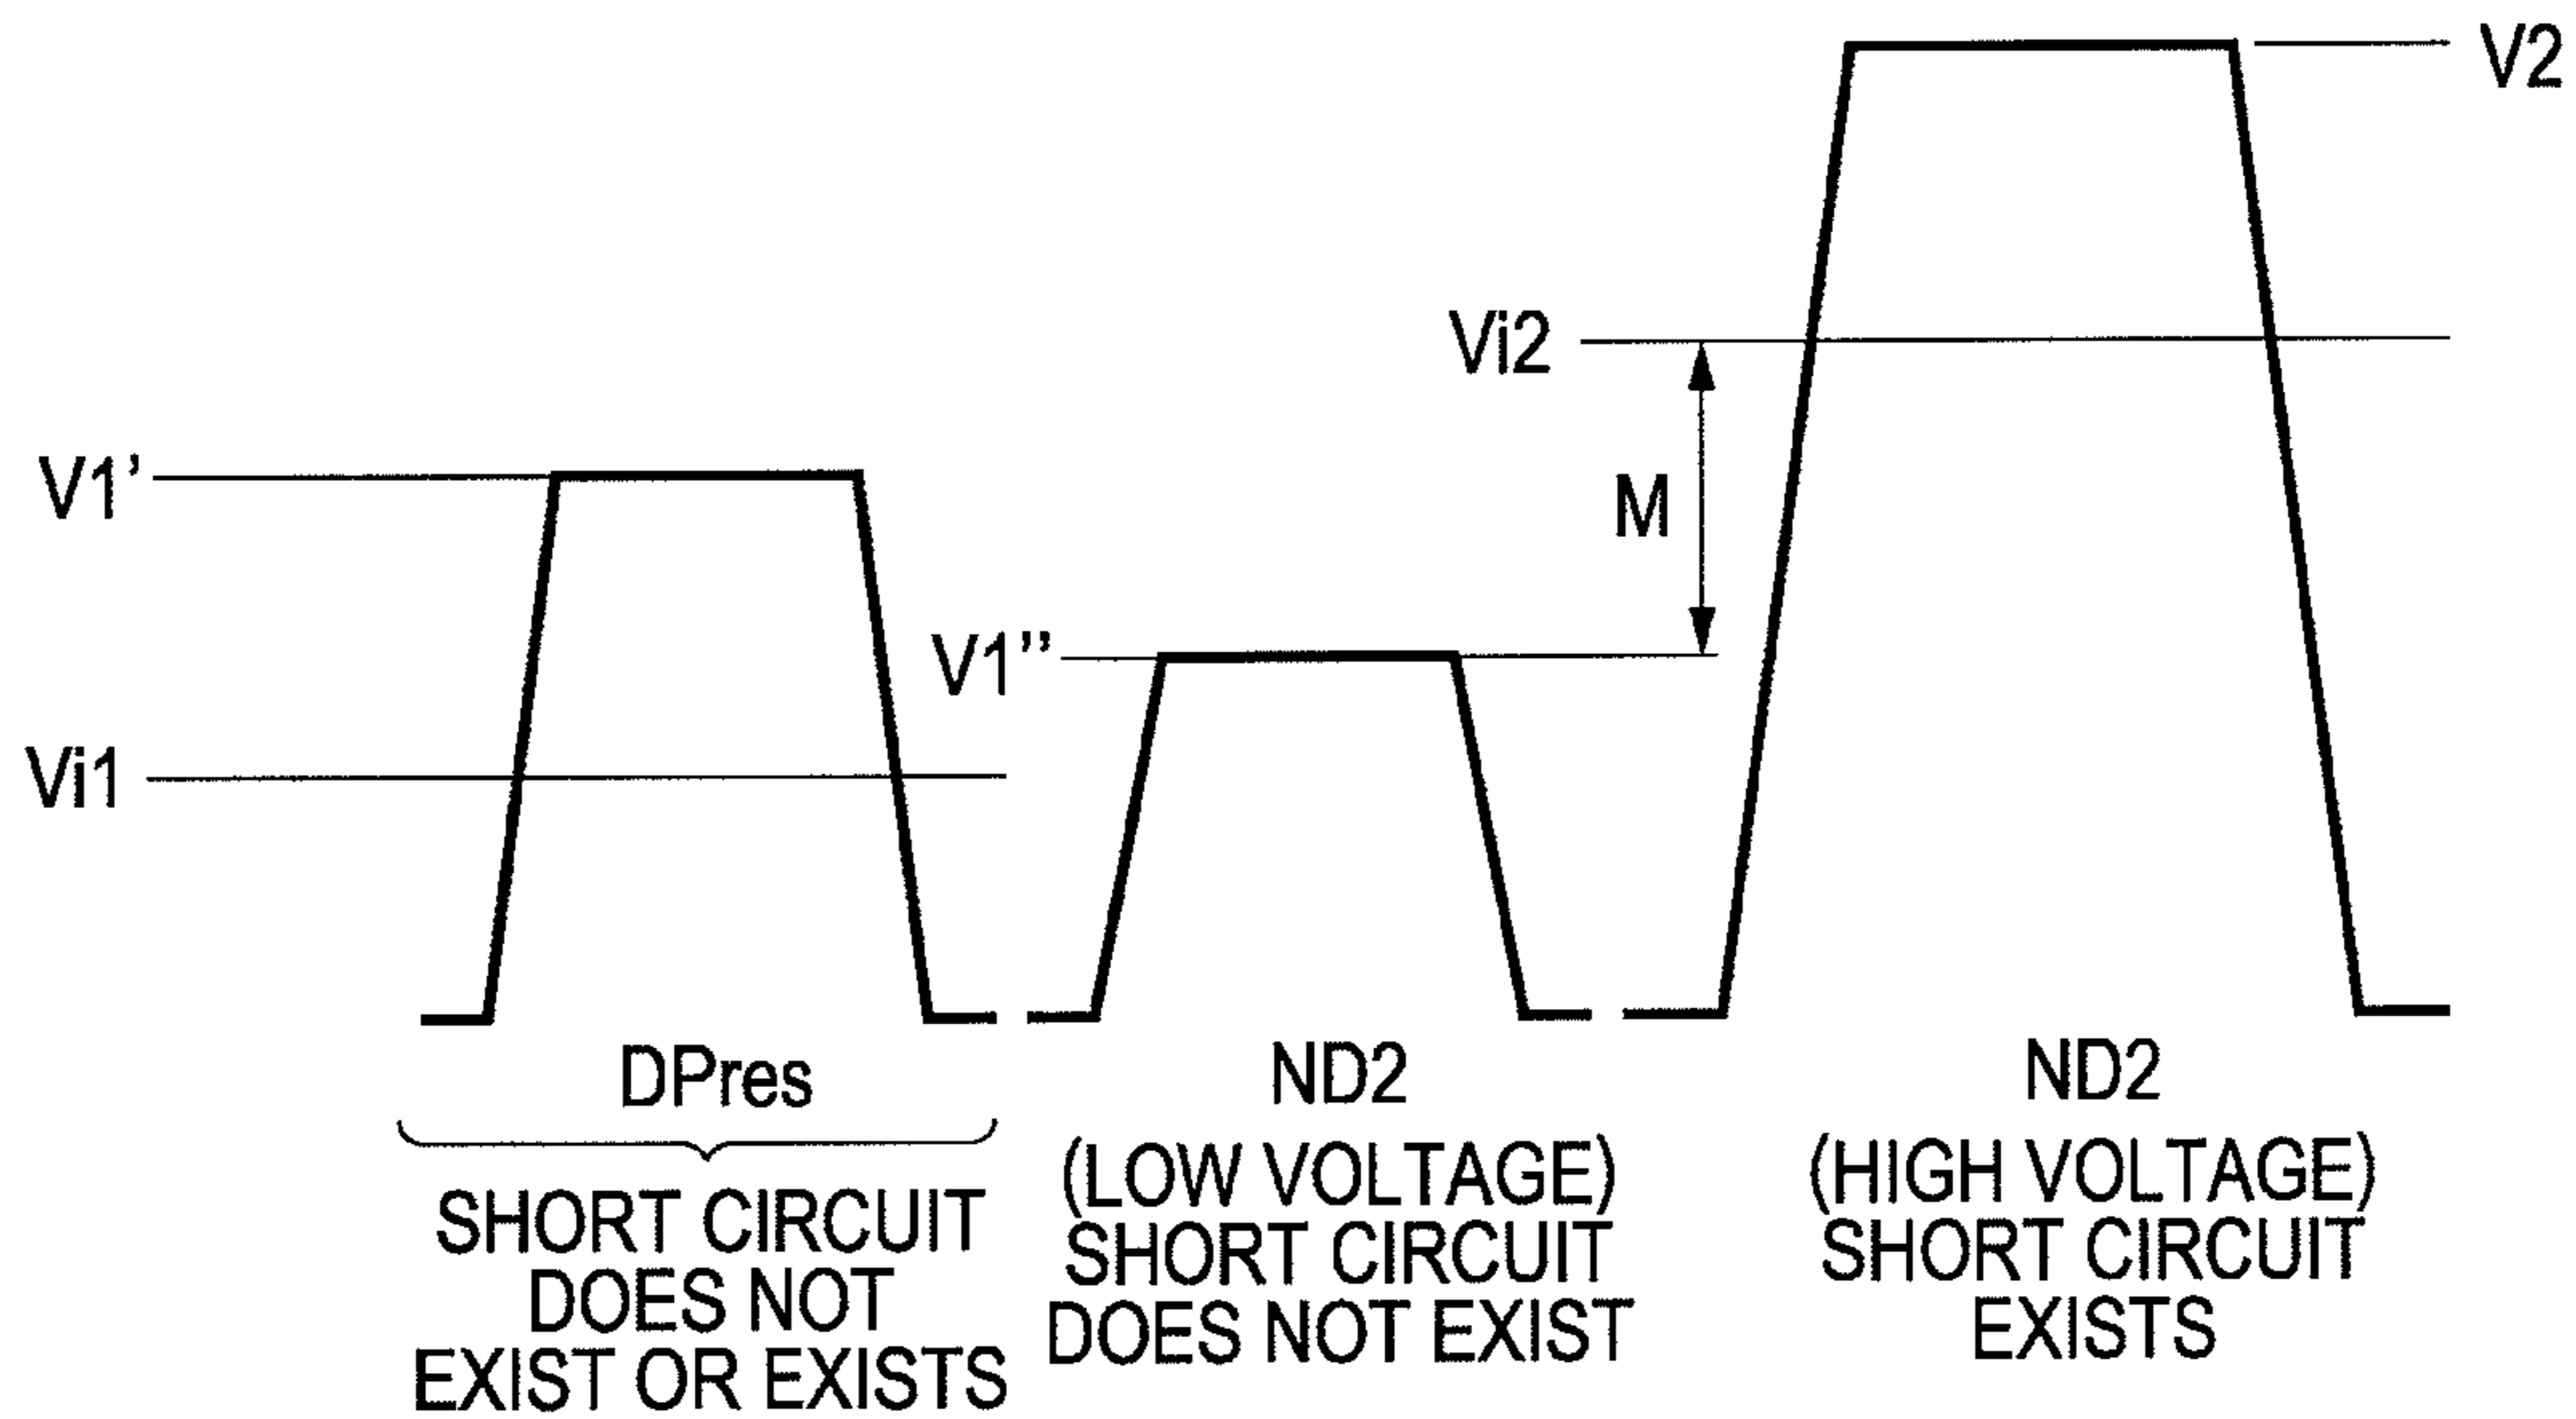 V2
Vi2
V1'
M
V1''
Vi1
DPres
SHORT CIRCUIT
DOES NOT
EXIST OR EXISTS
ND2
(LOW VOLTAGE)
SHORT CIRCUIT
DOES NOT EXIST
ND2
(HIGH VOLTAGE)
SHORT CIRCUIT
EXISTS